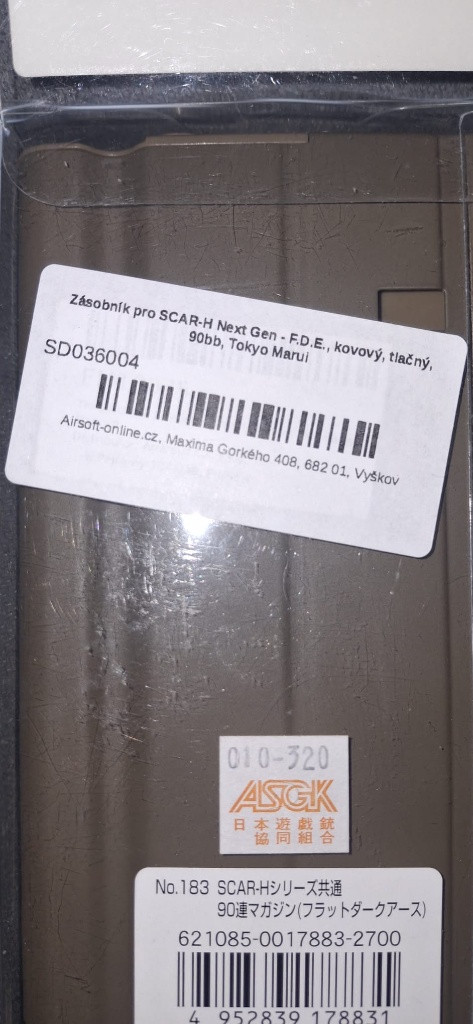 Zásobník pro SCAR-H Next Gen - F.D.E., kovový, tlačný,
90bb, Tokyo Marui
SD036004
Airsoft-online.cz, Maxima Gorkého 408, 682 01, Vyškov
010-320
ASGK
日本遊戯銃
協同組合
No.183 SCAR-Hシリーズ共通
90連マガジン(フラットダークアース)
621085-0017883-2700
4 952839 178831